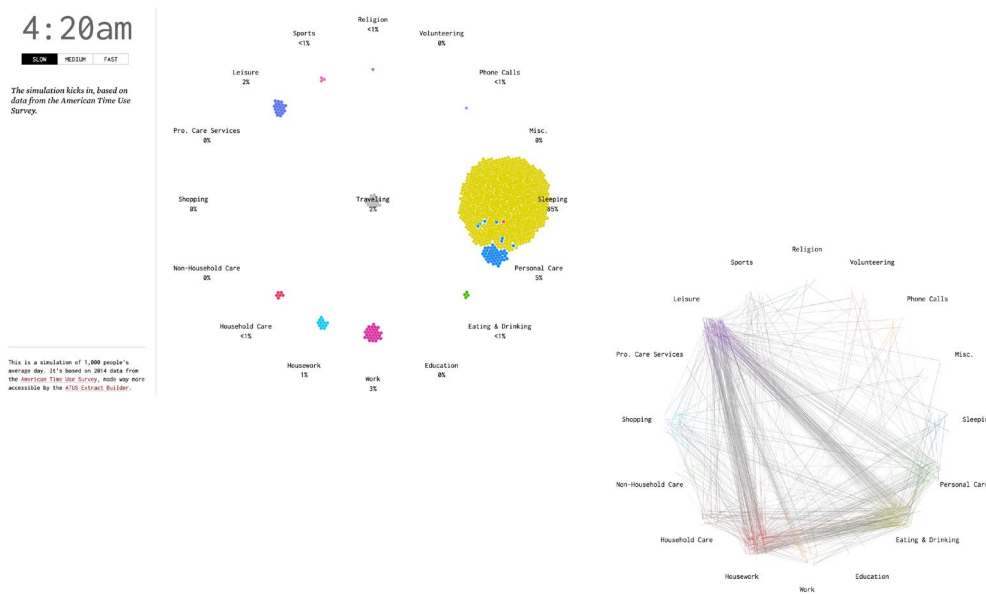 4:20am
SLOW MEDIUM FAST
The simulation kicks in, based on
data from the American Time Use
Survey.
This is a simulation of 1,000 people's
average day. It's based on 2014 data from
the American Time Use Survey, made way more
accessible by the ATUS Extract Builder.
Religion
<1%
Sports
<1%
Volunteering
0%
Leisure
2%
Phone Calls
<1%
Pro. Care Services
0%
Misc.
0%
Shopping
0%
Traveling
2%
Sleeping
85%
Non-Household Care
0%
Personal Care
5%
Household Care
<1%
Eating & Drinking
<1%
Housework
1%
Work
3%
Education
0%
Religion
Sports
Volunteering
Leisure
Phone Calls
Pro. Care Services
Misc.
Shopping
Sleepi
Non-Household Care
Personal Car
Household Care
Eating & Drinking
Housework
Education
Work